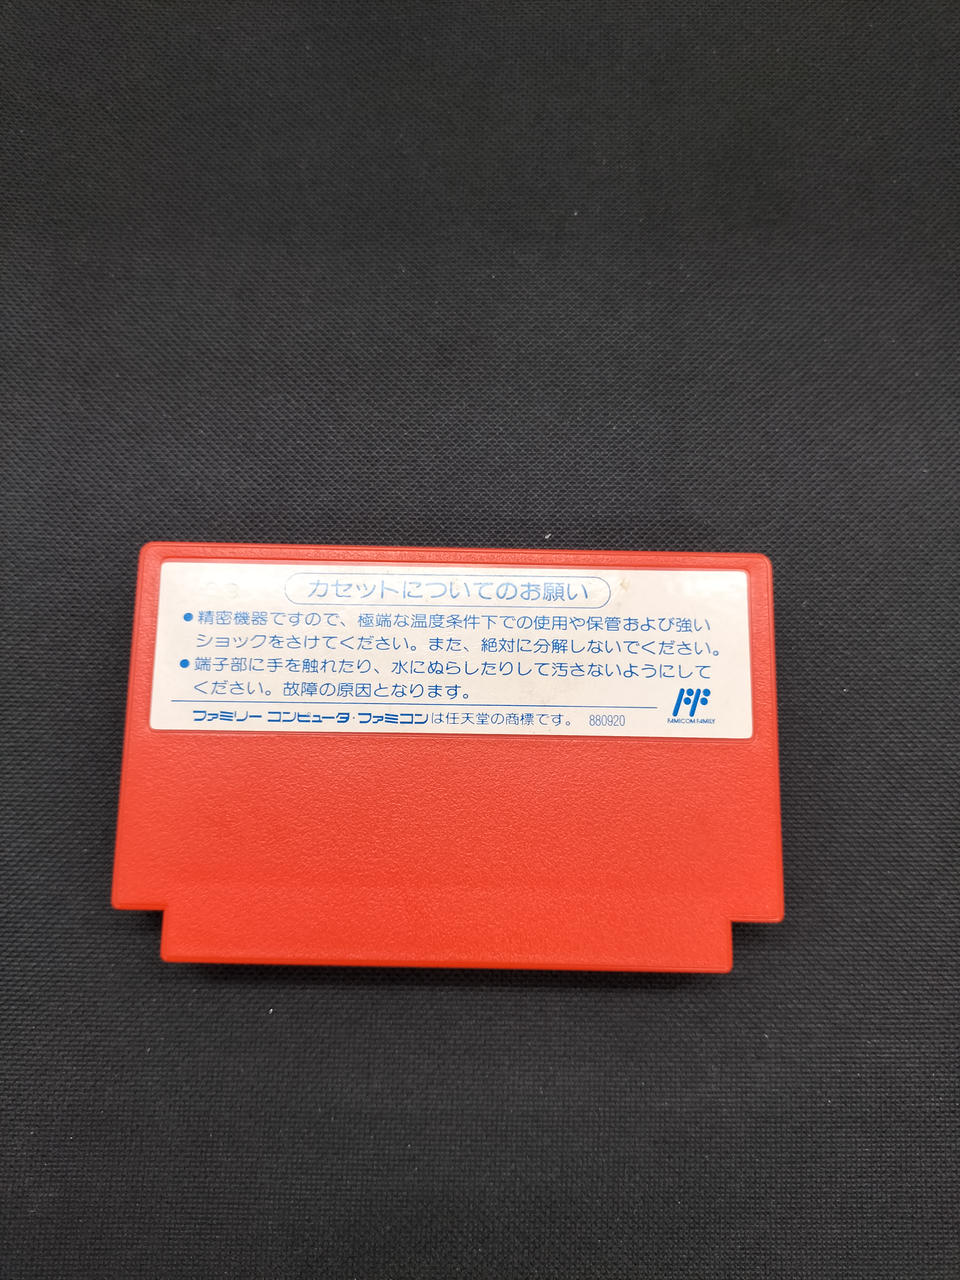 カセットについてのお願い
●精密機器ですので、極端な温度条件下での使用や保管および強い
ショックをさけてください。また、絶対に分解しないでください。
●端子部に手を触れたり、水にぬらしたりして汚さないようにして
ください。故障の原因となります。
FAMICOM FAMILY
ファミリー コンピュータ・ファミコンは任天堂の商標です。 880920